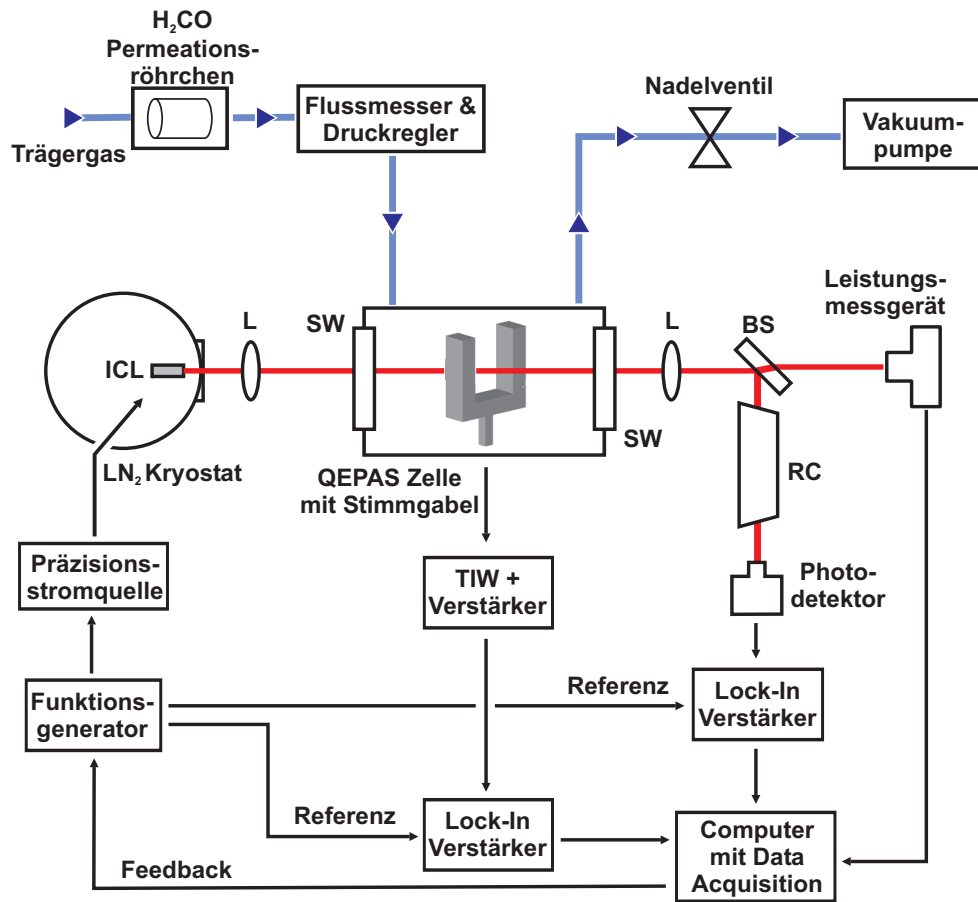 H₂CO
Permeations-
röhrchen
Trägergas
Flussmesser &
Druckregler
Nadelventil
Vakuum-
pumpe
Leistungs-
messgerät
L
SW
L
BS
ICL
SW
RC
LN₂ Kryostat
QEPAS Zelle
mit Stimmgabel
Präzisions-
stromquelle
TIW +
Verstärker
Photo-
detektor
Funktions-
generator
Referenz
Lock-In
Verstärker
Referenz
Lock-In
Verstärker
Computer
mit Data
Acquisition
Feedback